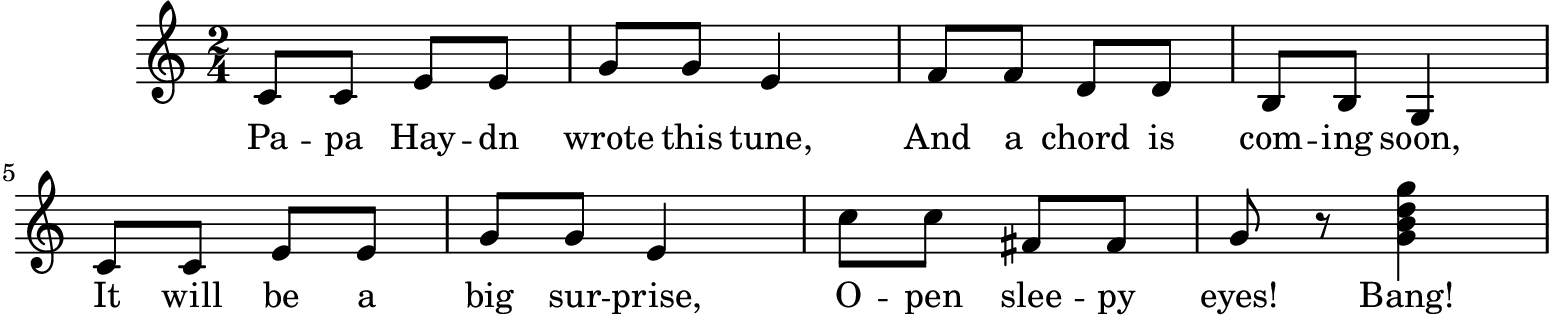 2
4
Pa - pa Hay - dn wrote this tune, And a chord is com - ing soon,
5
It will be a big sur - prise, O - pen slee - py eyes! Bang!